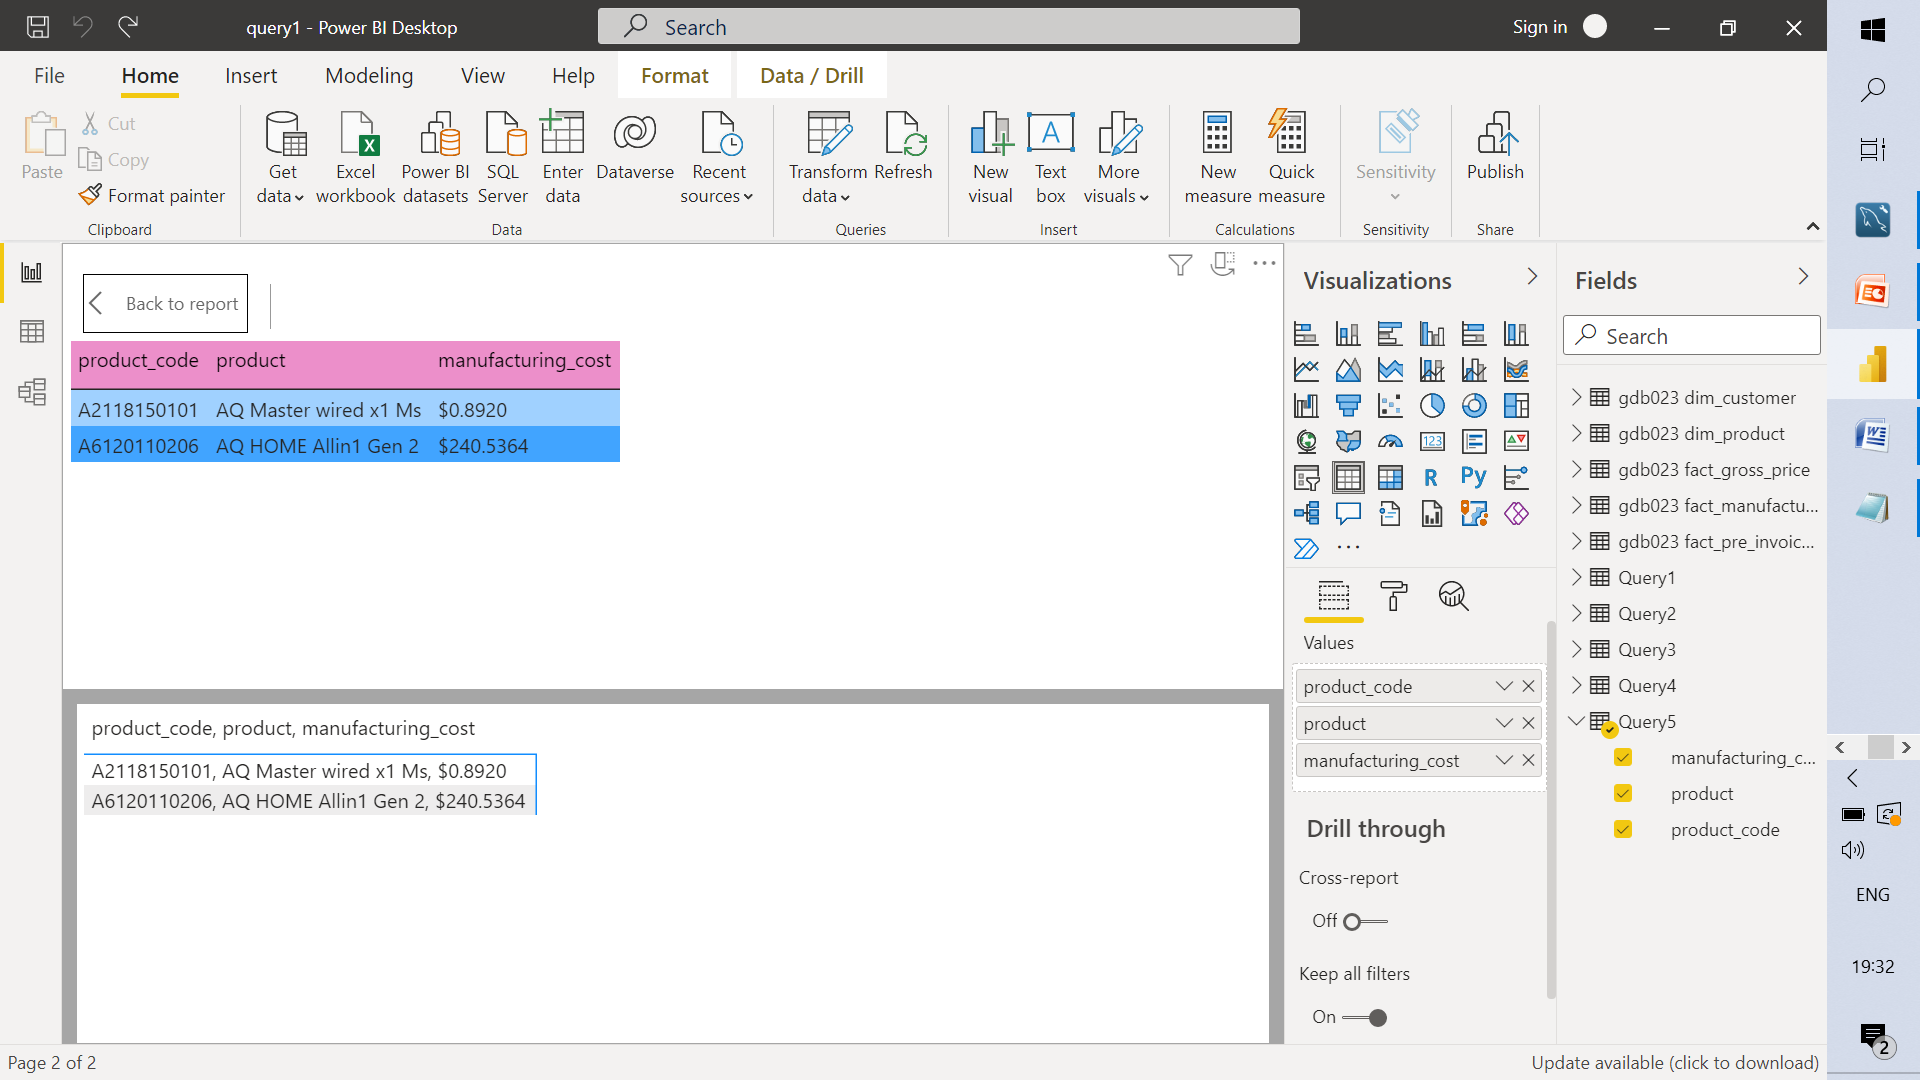 query1 - Power BI Desktop
Search
Sign in
File
Home
Insert
Modeling
View
Help
Format
Data / Drill
Paste
Cut
Copy
Format painter
Clipboard
Get data
Excel workbook
Power BI datasets
SQL Server
Enter data
Dataverse
Recent sources
Data
Transform data
Refresh
Queries
New visual
Text box
More visuals
Insert
New measure
Quick measure
Calculations
Sensitivity
Sensitivity
Publish
Share
Back to report
product_code product manufacturing_cost
A2118150101 AQ Master wired x1 Ms $0.8920
A6120110206 AQ HOME Allin1 Gen 2 $240.5364
product_code, product, manufacturing_cost
A2118150101, AQ Master wired x1 Ms, $0.8920
A6120110206, AQ HOME Allin1 Gen 2, $240.5364
Visualizations
123
R
Py
Values
product_code
product
manufacturing_cost
Drill through
Cross-report
Off
Keep all filters
On
Fields
Search
gdb023 dim_customer
gdb023 dim_product
gdb023 fact_gross_price
gdb023 fact_manufactu...
gdb023 fact_pre_invoic...
Query1
Query2
Query3
Query4
Query5
manufacturing_c...
product
product_code
ENG
19:32
2
Page 2 of 2
Update available (click to download)